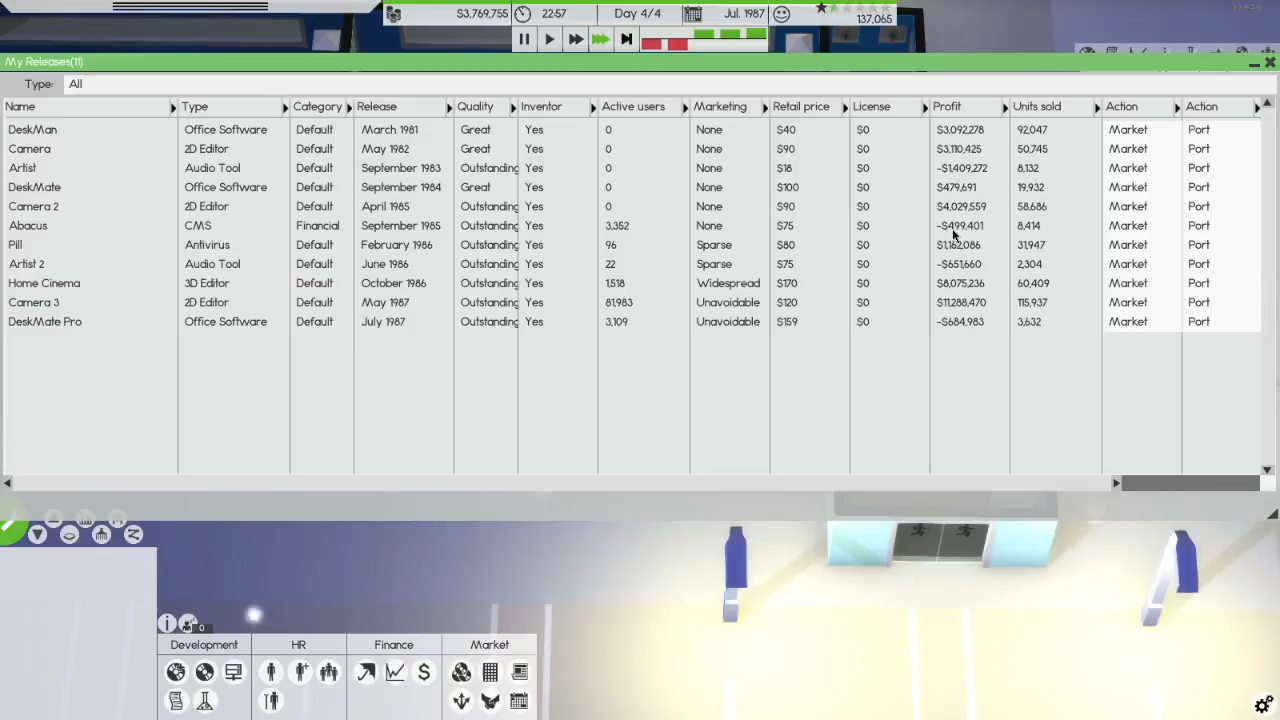 $3,769,755 22:57 Day 4/4 Jul. 1987 137,065
My Releases(11)
Type: All
Name Type Category Release Quality Inventor Active users Marketing Retail price License Profit Units sold Action Action
DeskMan Office Software Default March 1981 Great Yes 0 None $40 $0 $3,092,278 92,047 Market Port
Camera 2D Editor Default May 1982 Great Yes 0 None $90 $0 $3,110,425 50,745 Market Port
Artist Audio Tool Default September 1983 Outstanding Yes 0 None $18 $0 -$1,409,272 8,132 Market Port
DeskMate Office Software Default September 1984 Great Yes 0 None $100 $0 $479,691 19,932 Market Port
Camera 2 2D Editor Default April 1985 Outstanding Yes 0 None $90 $0 $4,029,559 58,686 Market Port
Abacus CMS Financial September 1985 Outstanding Yes 3,352 None $75 $0 -$499,401 8,414 Market Port
Pill Antivirus Default February 1986 Outstanding Yes 96 Sparse $80 $0 $1,162,086 31,947 Market Port
Artist 2 Audio Tool Default June 1986 Outstanding Yes 22 Sparse $75 $0 -$651,660 2,304 Market Port
Home Cinema 3D Editor Default October 1986 Outstanding Yes 1,518 Widespread $170 $0 $8,075,236 60,409 Market Port
Camera 3 2D Editor Default May 1987 Outstanding Yes 81,983 Unavoidable $120 $0 $11,288,470 115,937 Market Port
DeskMate Pro Office Software Default July 1987 Outstanding Yes 3,109 Unavoidable $159 $0 -$684,983 3,632 Market Port
0
Development HR Finance Market